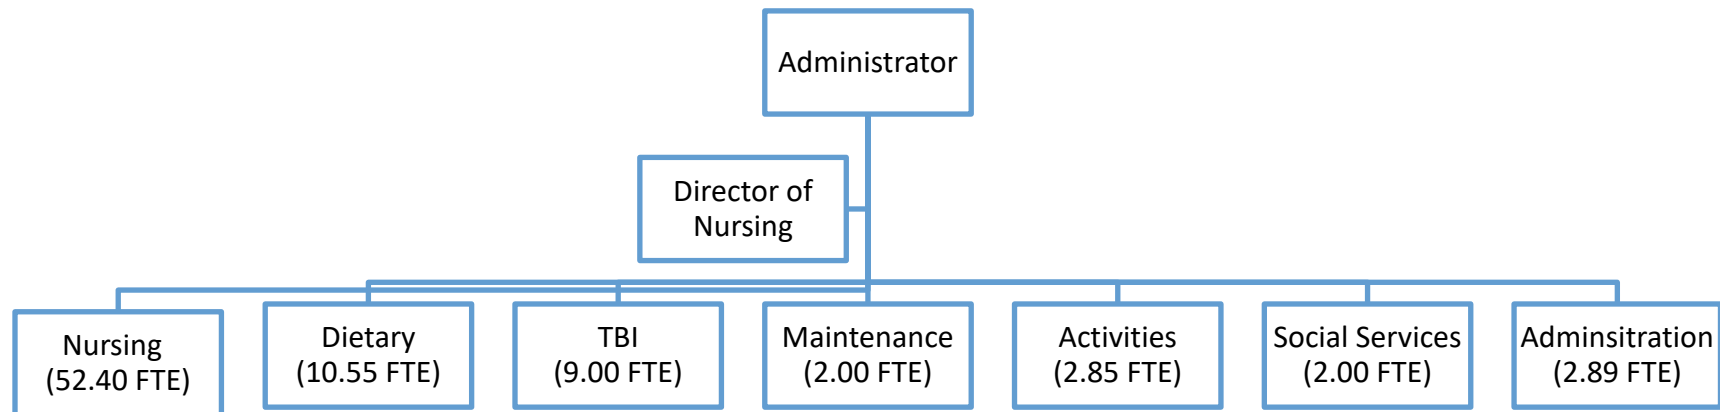 Administrator
Director of
Nursing
Nursing
(52.40 FTE)
Dietary
(10.55 FTE)
TBI
(9.00 FTE)
Maintenance
(2.00 FTE)
Activities
(2.85 FTE)
Social Services
(2.00 FTE)
Adminsitration
(2.89 FTE)